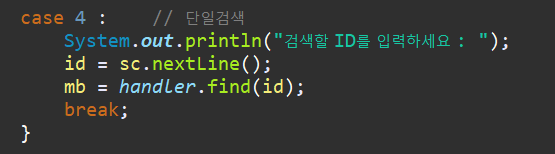 case 4 :     // 단일검색
    System.out.println("검색할 ID를 입력하세요 : ");
    id = sc.nextLine();
    mb = handler.find(id);
    break;
}